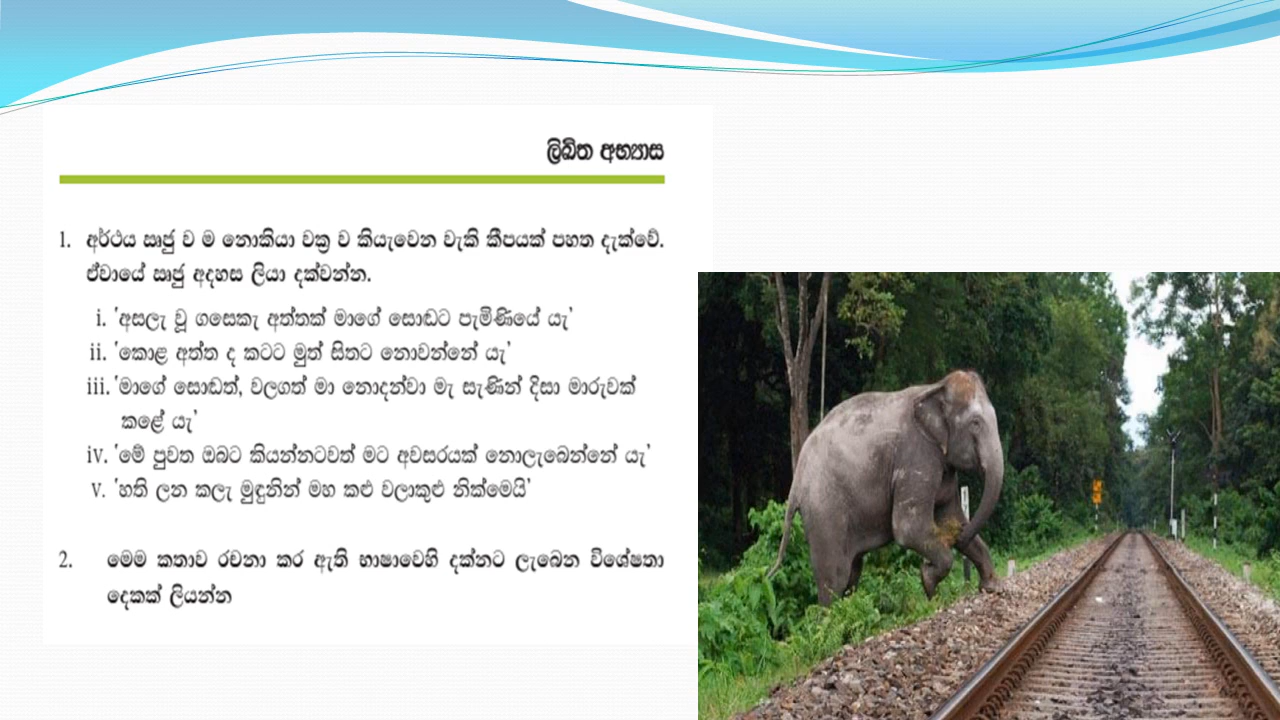 ලිඛිත අභ්‍යාස
1. අර්ථය ඍජු ව ම නොකියා වක්‍ර ව කියැවෙන වැකි කීපයක් පහත දැක්වේ.
ඒවායේ ඍජු අදහස ලියා දක්වන්න.
i. 'අසලැ වූ ගසෙකැ අත්තක් මාගේ සොඬට පැමිණියේ යැ'
ii. 'කොළ අත්ත ද කටට මුත් සිතට නොවන්නේ යැ'
iii. 'මාගේ සොඬත්, වලගත් මා නොදන්වා මැ සැණින් දිසා මාරුවක්
කළේ යැ'
iv. 'මේ පුවත ඔබට කියන්නටවත් මට අවසරයක් නොලැබෙන්නේ යැ'
v. 'හති ලන කලැ මුඳුනින් මහ කළු වලාකුළු නික්මෙයි'
2. මෙම කතාව රචනා කර ඇති භාෂාවෙහි දක්නට ලැබෙන විශේෂතා
දෙකක් ලියන්න